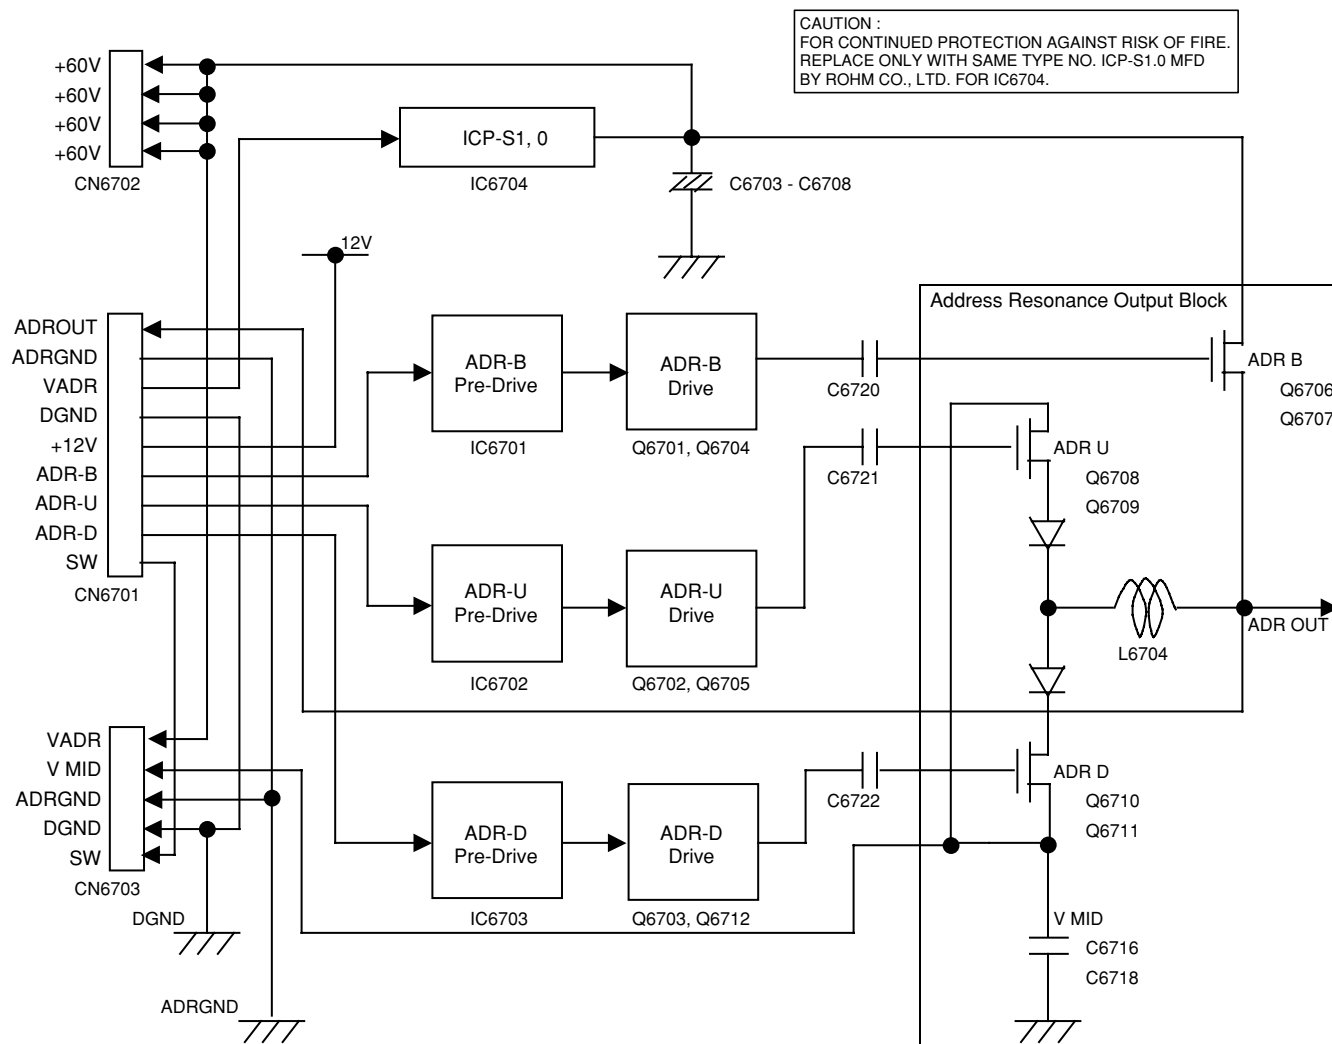 CAUTION :
FOR CONTINUED PROTECTION AGAINST RISK OF FIRE.
REPLACE ONLY WITH SAME TYPE NO. ICP-S1.0 MFD
BY ROHM CO., LTD. FOR IC6704.
+60V
+60V
+60V
+60V
CN6702
ICP-S1, 0
IC6704
C6703 - C6708
12V
Address Resonance Output Block
ADROUT
ADRGND
VADR
DGND
+12V
ADR-B
ADR-U
ADR-D
SW
CN6701
ADR-B
Pre-Drive
IC6701
ADR-B
Drive
Q6701, Q6704
C6720
ADR B
Q6706
Q6707
C6721
ADR U
Q6708
Q6709
ADR-U
Pre-Drive
IC6702
ADR-U
Drive
Q6702, Q6705
L6704
ADR OUT
VADR
V MID
ADRGND
DGND
SW
CN6703
ADR-D
Pre-Drive
IC6703
ADR-D
Drive
Q6703, Q6712
C6722
ADR D
Q6710
Q6711
DGND
V MID
C6716
C6718
ADRGND